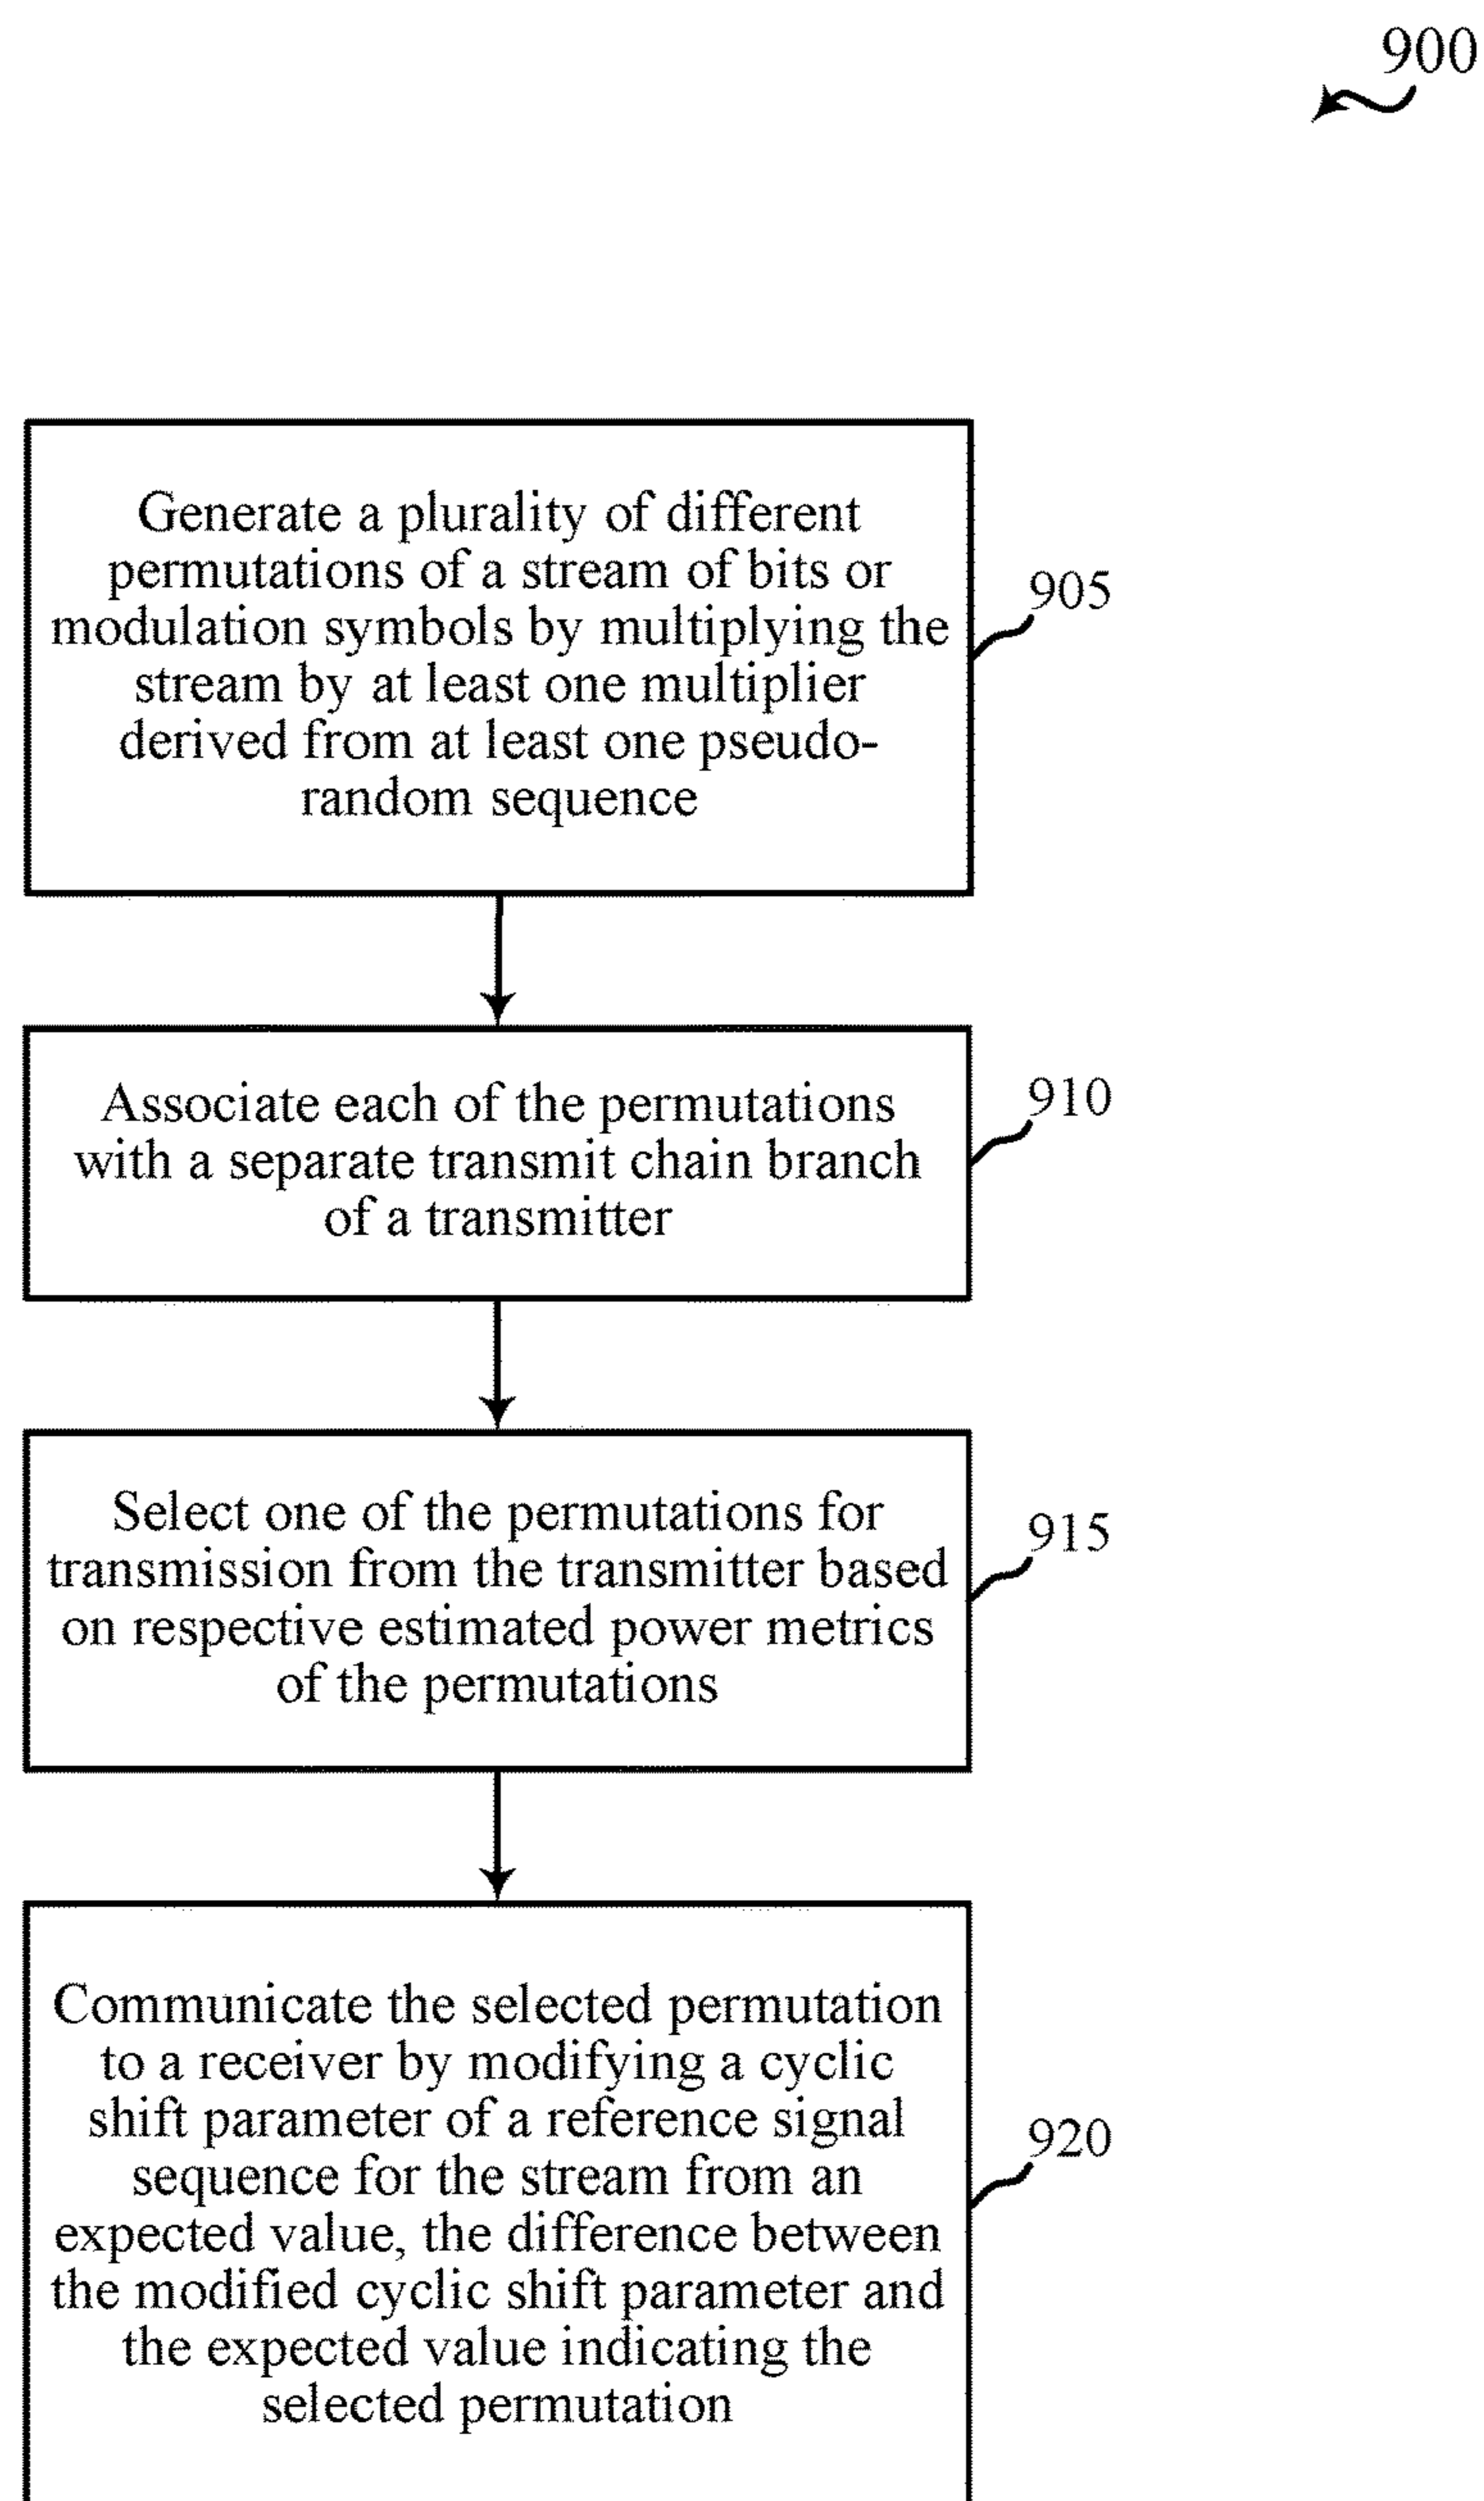 900
Generate a plurality of different
permutations of a stream of bits or
modulation symbols by multiplying the
stream by at least one multiplier
derived from at least one pseudo-
random sequence
905
Associate each of the permutations
with a separate transmit chain branch
of a transmitter
910
Select one of the permutations for
transmission from the transmitter based
on respective estimated power metrics
of the permutations
915
Communicate the selected permutation
to a receiver by modifying a cyclic
shift parameter of a reference signal
sequence for the stream from an
expected value, the difference between
the modified cyclic shift parameter and
the expected value indicating the
selected permutation
920